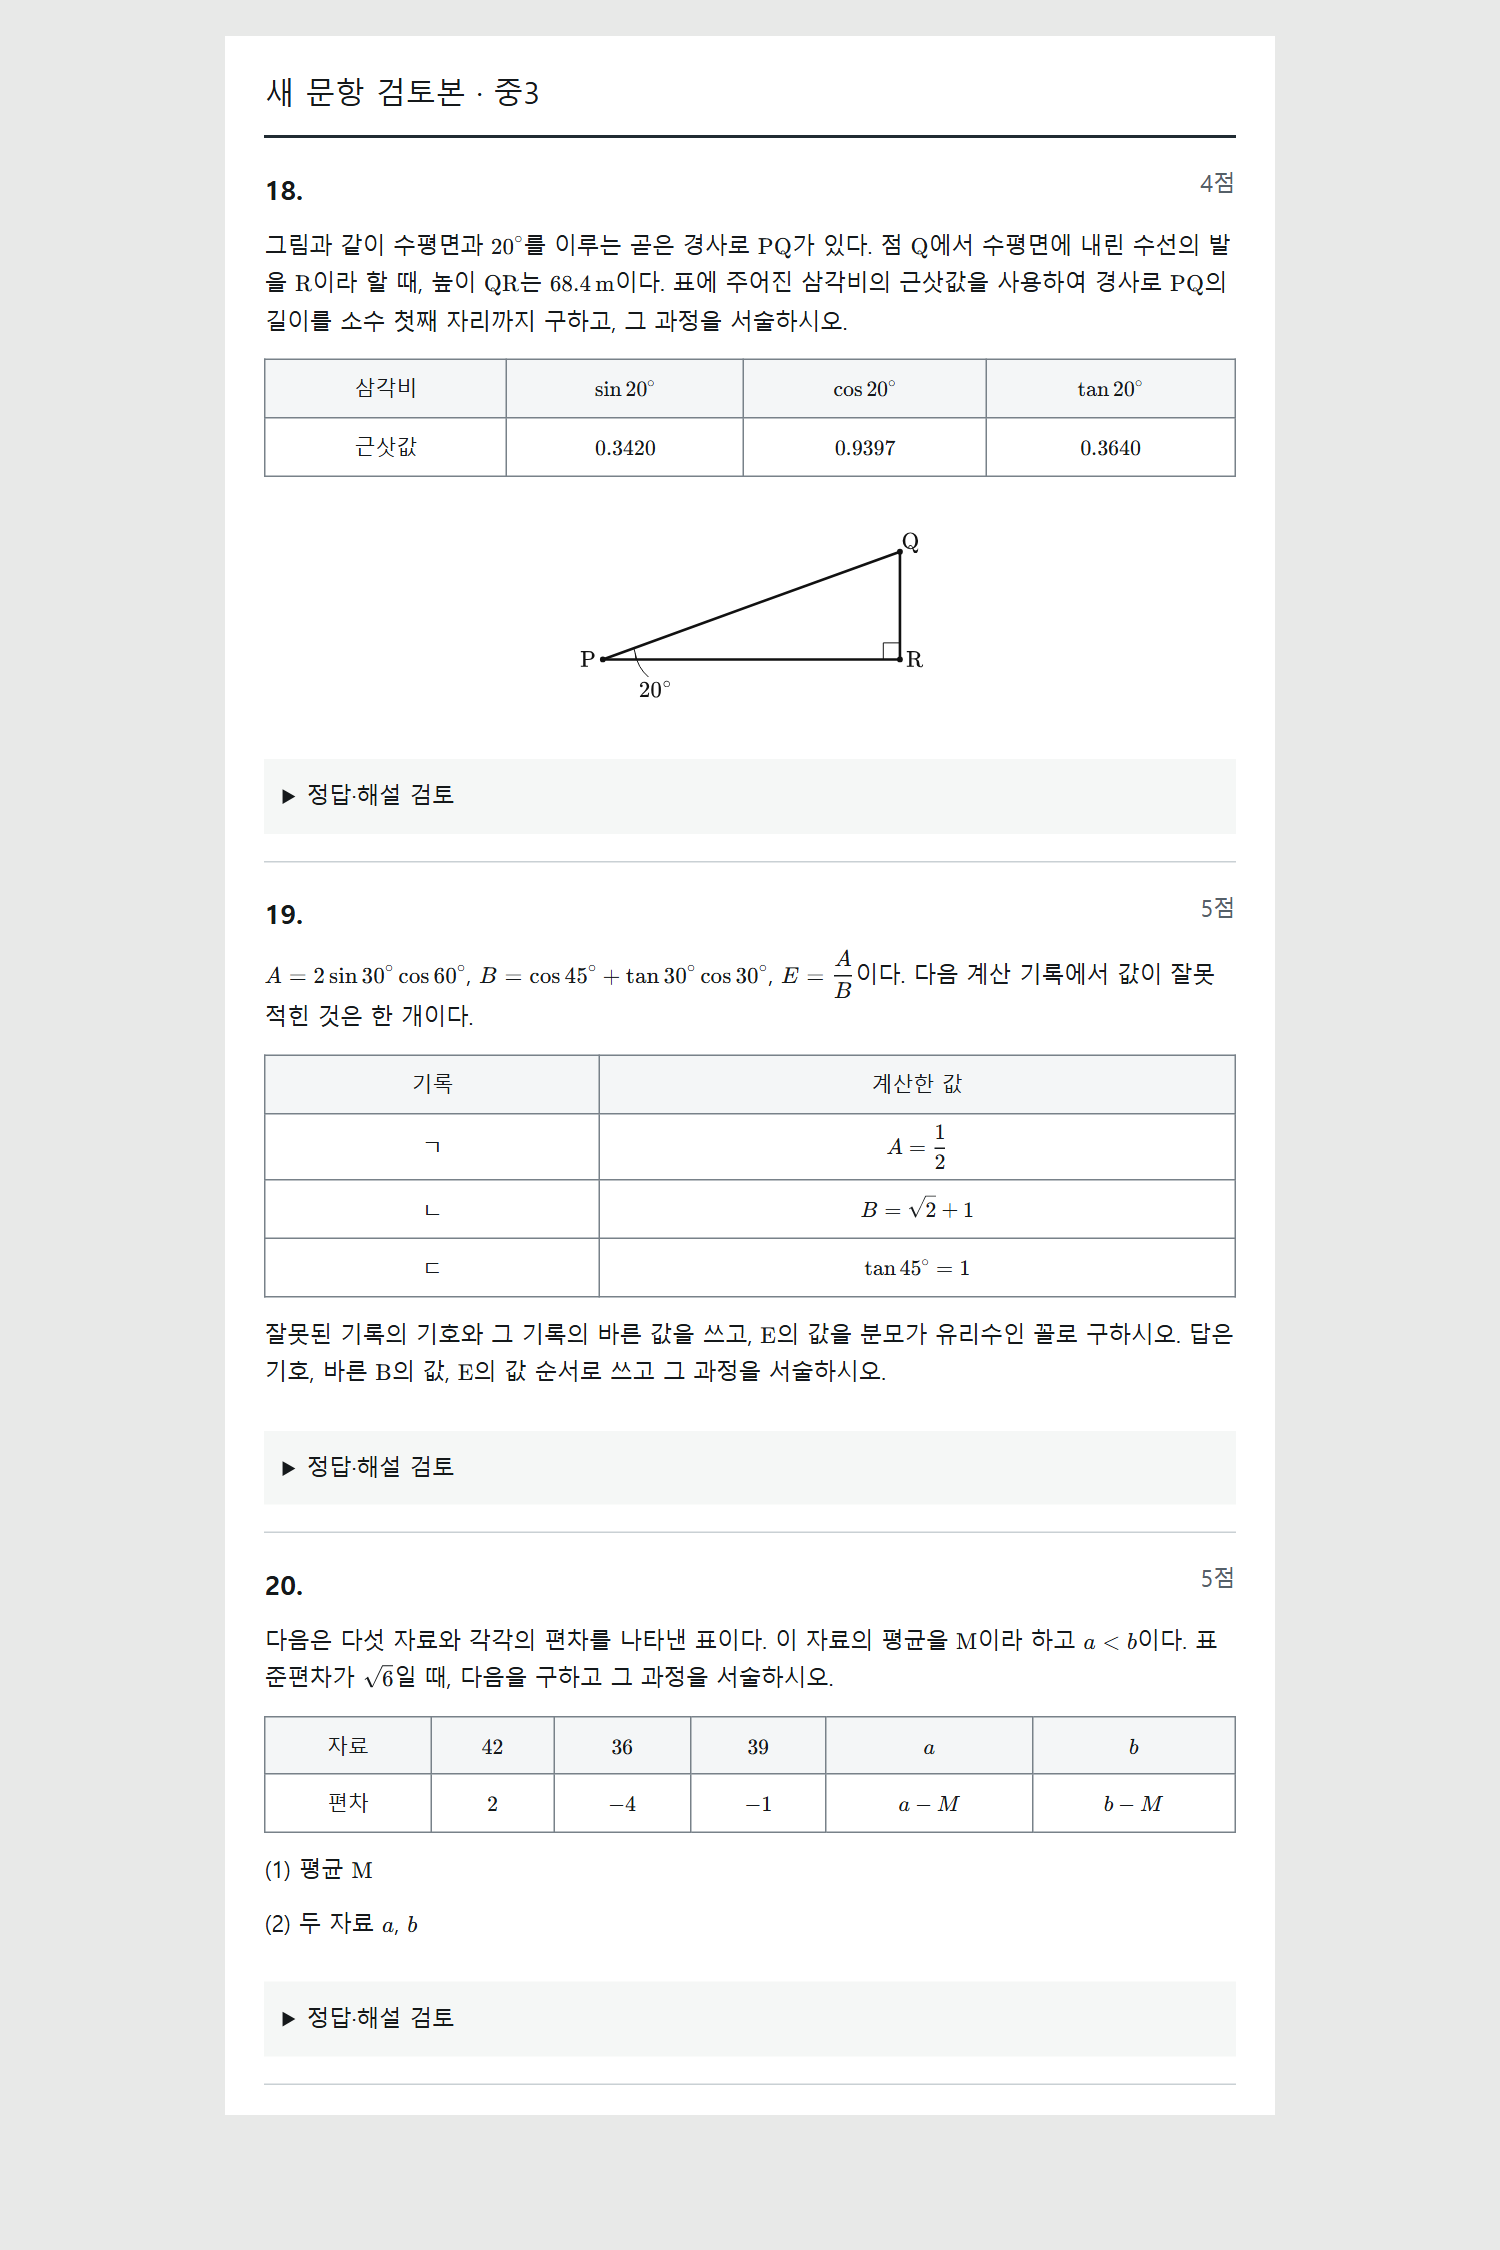 새 문항 검토본 · 중3
18.
4점
그림과 같이 수평면과 20°를 이루는 곧은 경사로 PQ가 있다. 점 Q에서 수평면에 내린 수선의 발
을 R이라 할 때, 높이 QR는 68.4 m이다. 표에 주어진 삼각비의 근삿값을 사용하여 경사로 PQ의
길이를 소수 첫째 자리까지 구하고, 그 과정을 서술하시오.
삼각비 sin 20° cos 20° tan 20°
근삿값 0.3420 0.9397 0.3640
Q
P
R
20°
▶ 정답·해설 검토
19.
5점
A = 2 sin 30° cos 60°, B = cos 45° + tan 30° cos 30°, E = A/B이다. 다음 계산 기록에서 값이 잘못
적힌 것은 한 개이다.
기록 계산한 값
ㄱ A = 1/2
ㄴ B = √2 + 1
ㄷ tan 45° = 1
잘못된 기록의 기호와 그 기록의 바른 값을 쓰고, E의 값을 분모가 유리수인 꼴로 구하시오. 답은
기호, 바른 B의 값, E의 값 순서로 쓰고 그 과정을 서술하시오.
▶ 정답·해설 검토
20.
5점
다음은 다섯 자료와 각각의 편차를 나타낸 표이다. 이 자료의 평균을 M이라 하고 a < b이다. 표
준편차가 √6일 때, 다음을 구하고 그 과정을 서술하시오.
자료 42 36 39 a b
편차 2 −4 −1 a − M b − M
(1) 평균 M
(2) 두 자료 a, b
▶ 정답·해설 검토